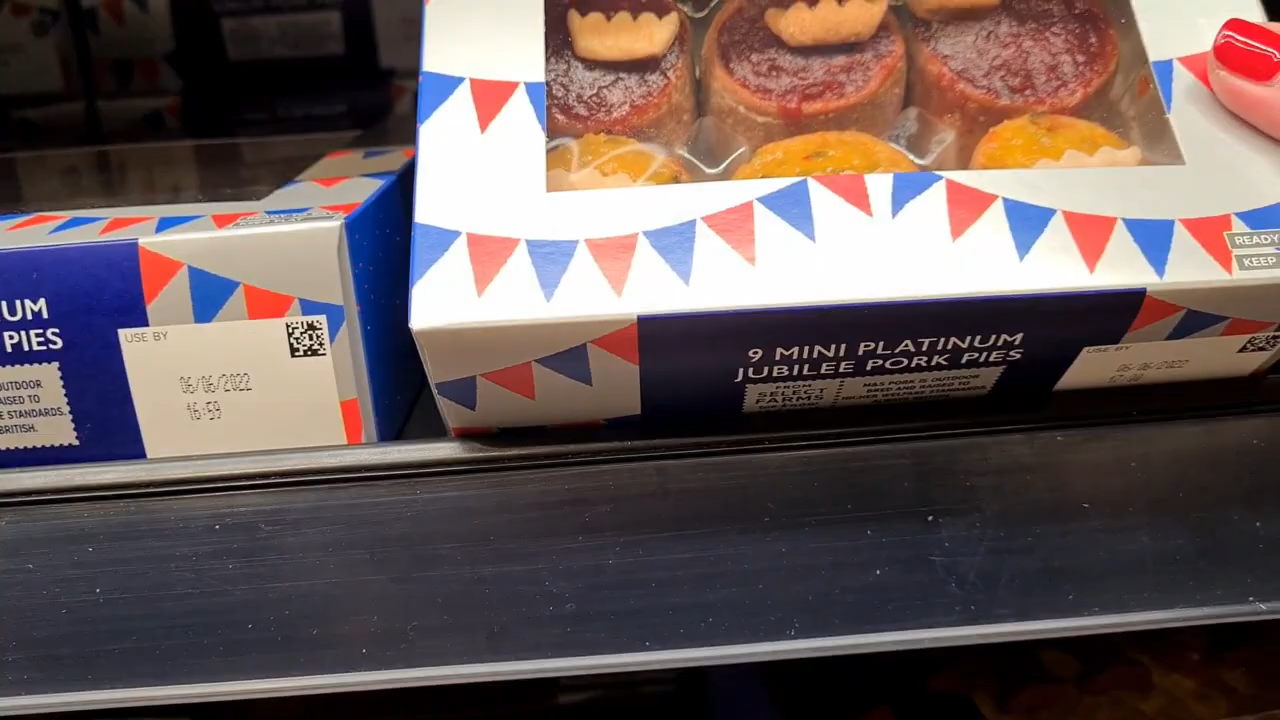 UM
PIES
OUTDOOR
RAISED TO
E STANDARDS.
BRITISH.
USE BY
06/06/2022
16:59
9 MINI PLATINUM
JUBILEE PORK PIES
FROM
SELECT
FARMS
M&S PORK IS OUTDOOR
BRED AND RAISED TO
HIGHER WELFARE STANDARDS.
USE BY
06/06/2022
READY
KEEP